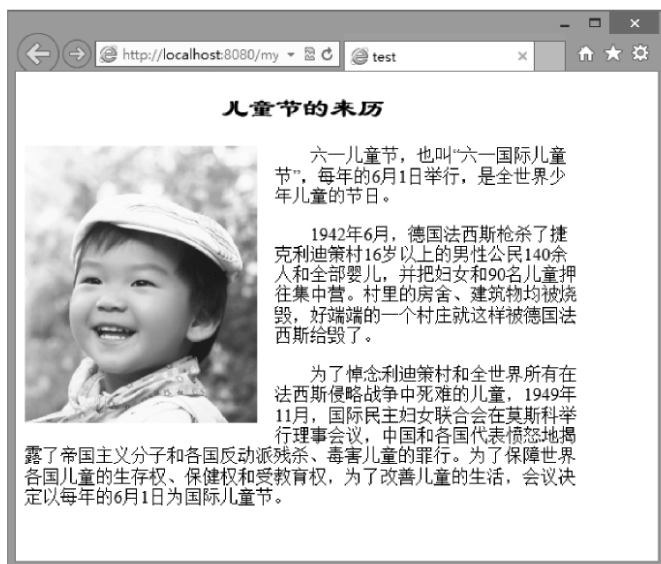 http://localhost:8080/my
test
儿童节的来历
六一儿童节，也叫“六一国际儿童
节”，每年的6月1日举行，是全世界少
年儿童的节日。
1942年6月，德国法西斯枪杀了捷
克利迪策村16岁以上的男性公民140余
人和全部婴儿，并把妇女和90名儿童押
往集中营。村里的房舍、建筑物均被烧
毁，好端端的一个村庄就这样被德国法
西斯给毁了。
为了悼念利迪策村和全世界所有在
法西斯侵略战争中死难的儿童，1949年
11月，国际民主妇女联合会在莫斯科举
行理事会议，中国和各国代表愤怒地揭
露了帝国主义分子和各国反动派残杀、毒害儿童的罪行。为了保障世界
各国儿童的生存权、保健权和受教育权，为了改善儿童的生活，会议决
定以每年的6月1日为国际儿童节。